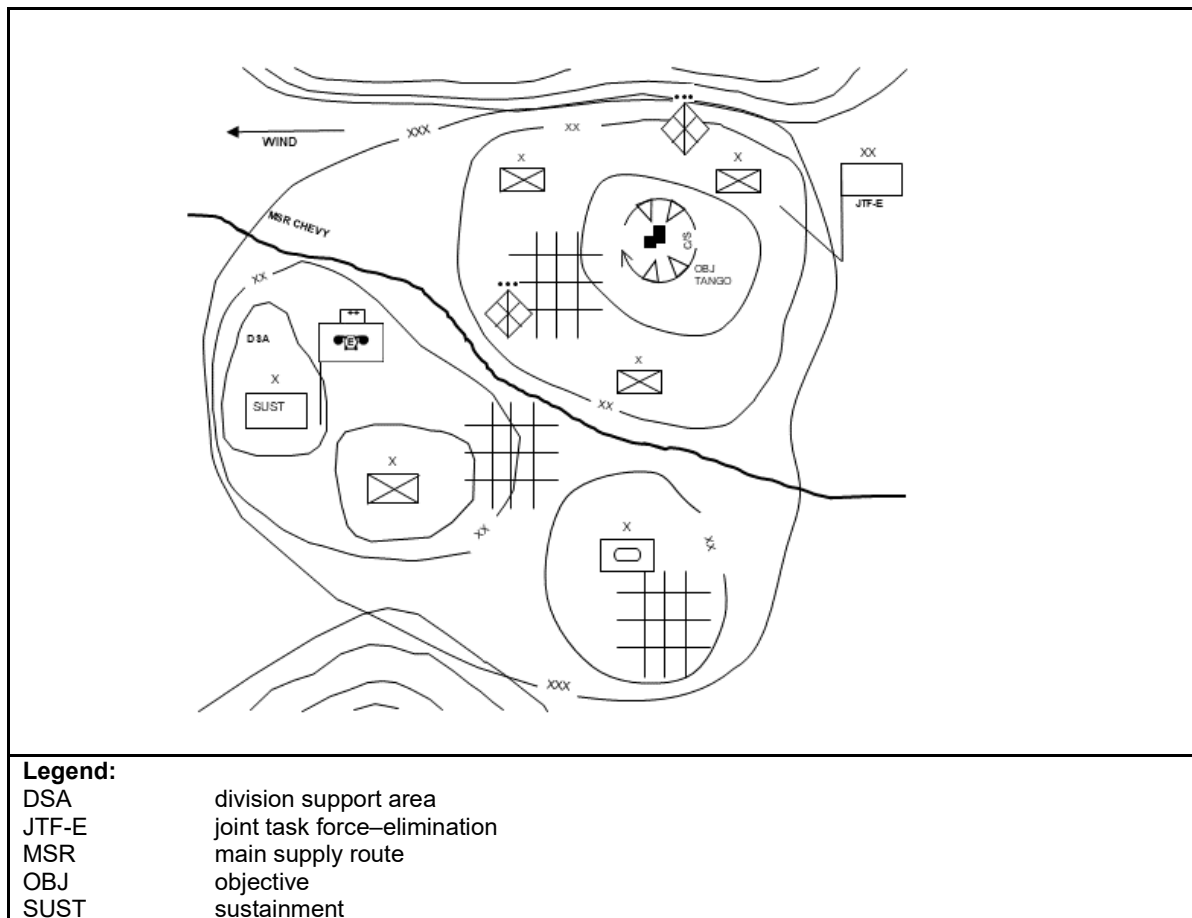 XXX
XX
X
WIND
X
XX
JTF-E
MSR CHEVY
C/S
OBJ
TANGO
XX
DSA
X
SUST
E
X
XX
X
XX
X
XX
XXX
Legend:
DSA division support area
JTF-E joint task force–elimination
MSR main supply route
OBJ objective
SUST sustainment